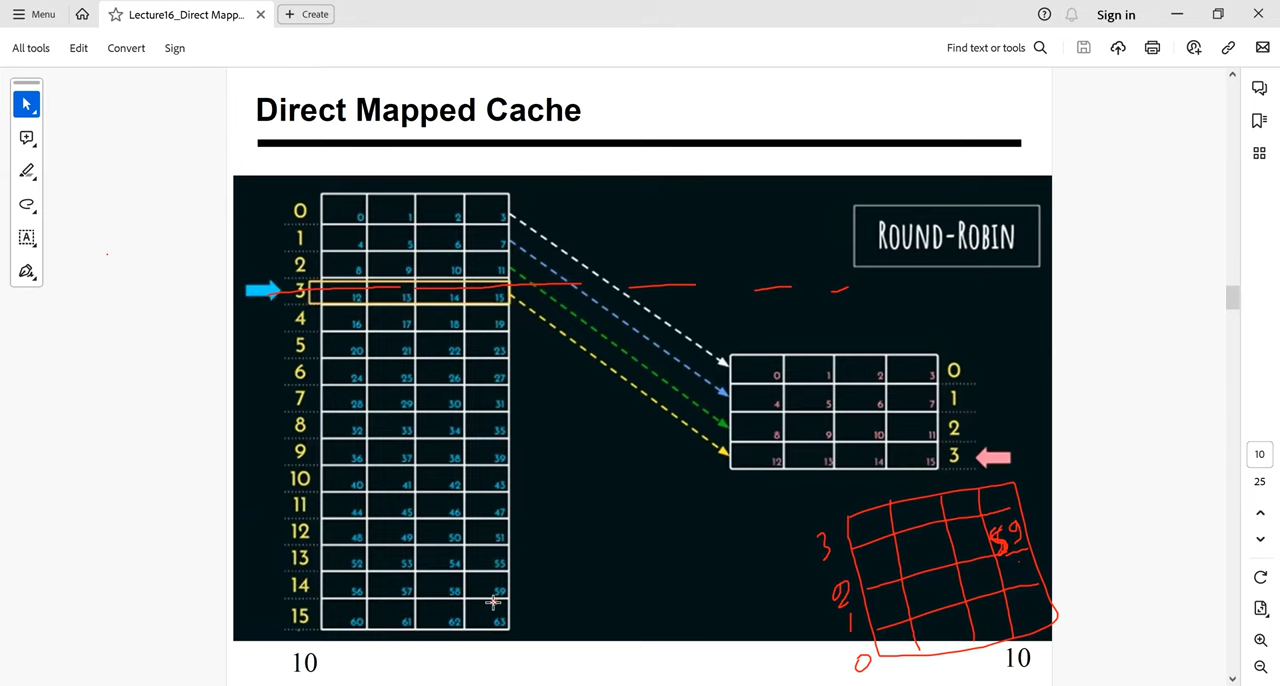 Menu Lecture16_Direct Mapp... Create Sign in
All tools Edit Convert Sign Find text or tools
Direct Mapped Cache
ROUND-ROBIN
0 0 1 2 3
1 4 5 6 7
2 8 9 10 11
3 12 13 14 15
4 16 17 18 19
5 20 21 22 23
6 24 25 26 27
7 28 29 30 31
8 32 33 34 35
9 36 37 38 39
10 40 41 42 43
11 44 45 46 47
12 48 49 50 51
13 52 53 54 55
14 56 57 58 59
15 60 61 62 63
0 1 2 3 0
4 5 6 7 1
8 9 10 11 2
12 13 14 15 3
3
2
1
0
10 10
10
25